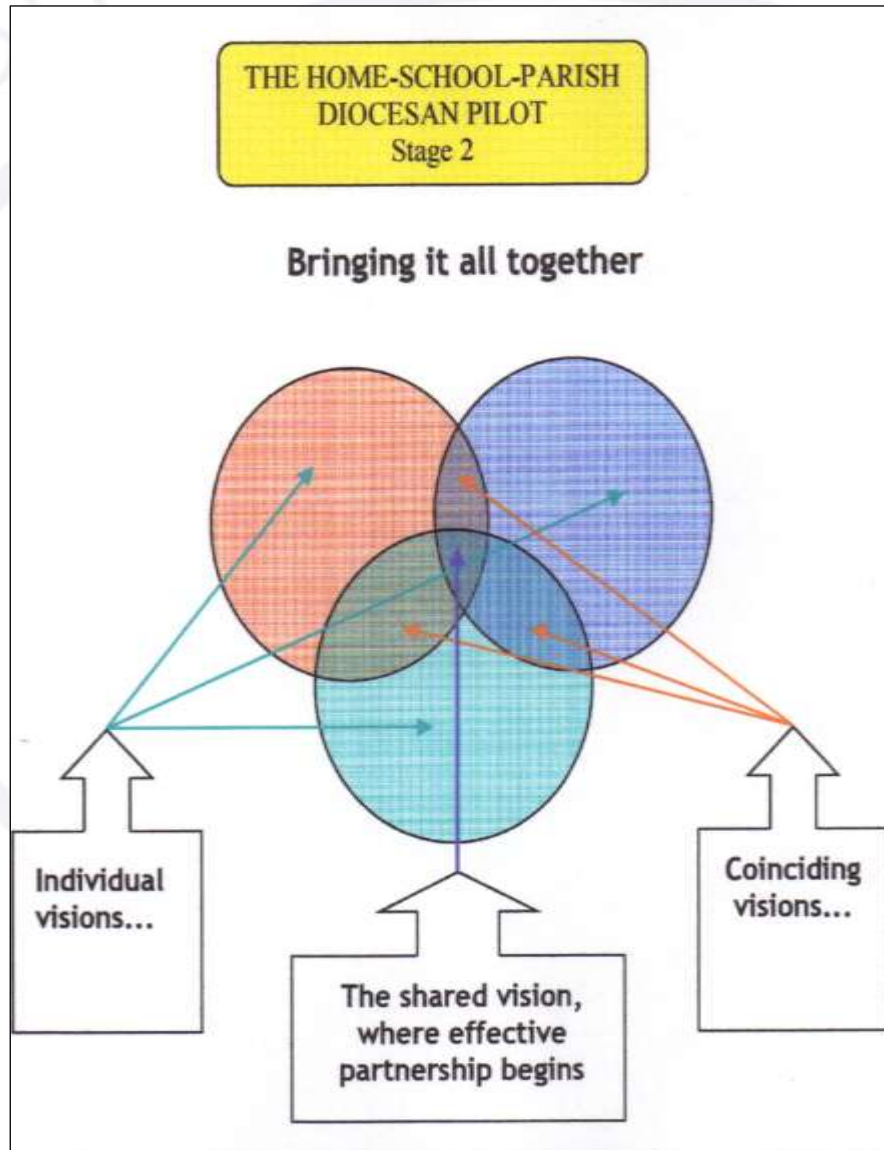 THE HOME-SCHOOL-PARISH
DIOCESAN PILOT
Stage 2
Bringing it all together
Individual
visions...
The shared vision,
where effective
partnership begins
Coinciding
visions...